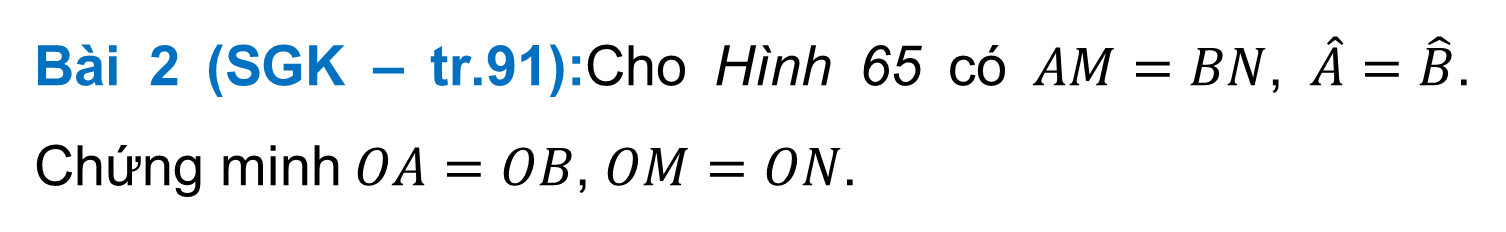 Bài 2 (SGK – tr.91):Cho Hình 65 có AM = BN, Â = B̂.
Chứng minh OA = OB, OM = ON.